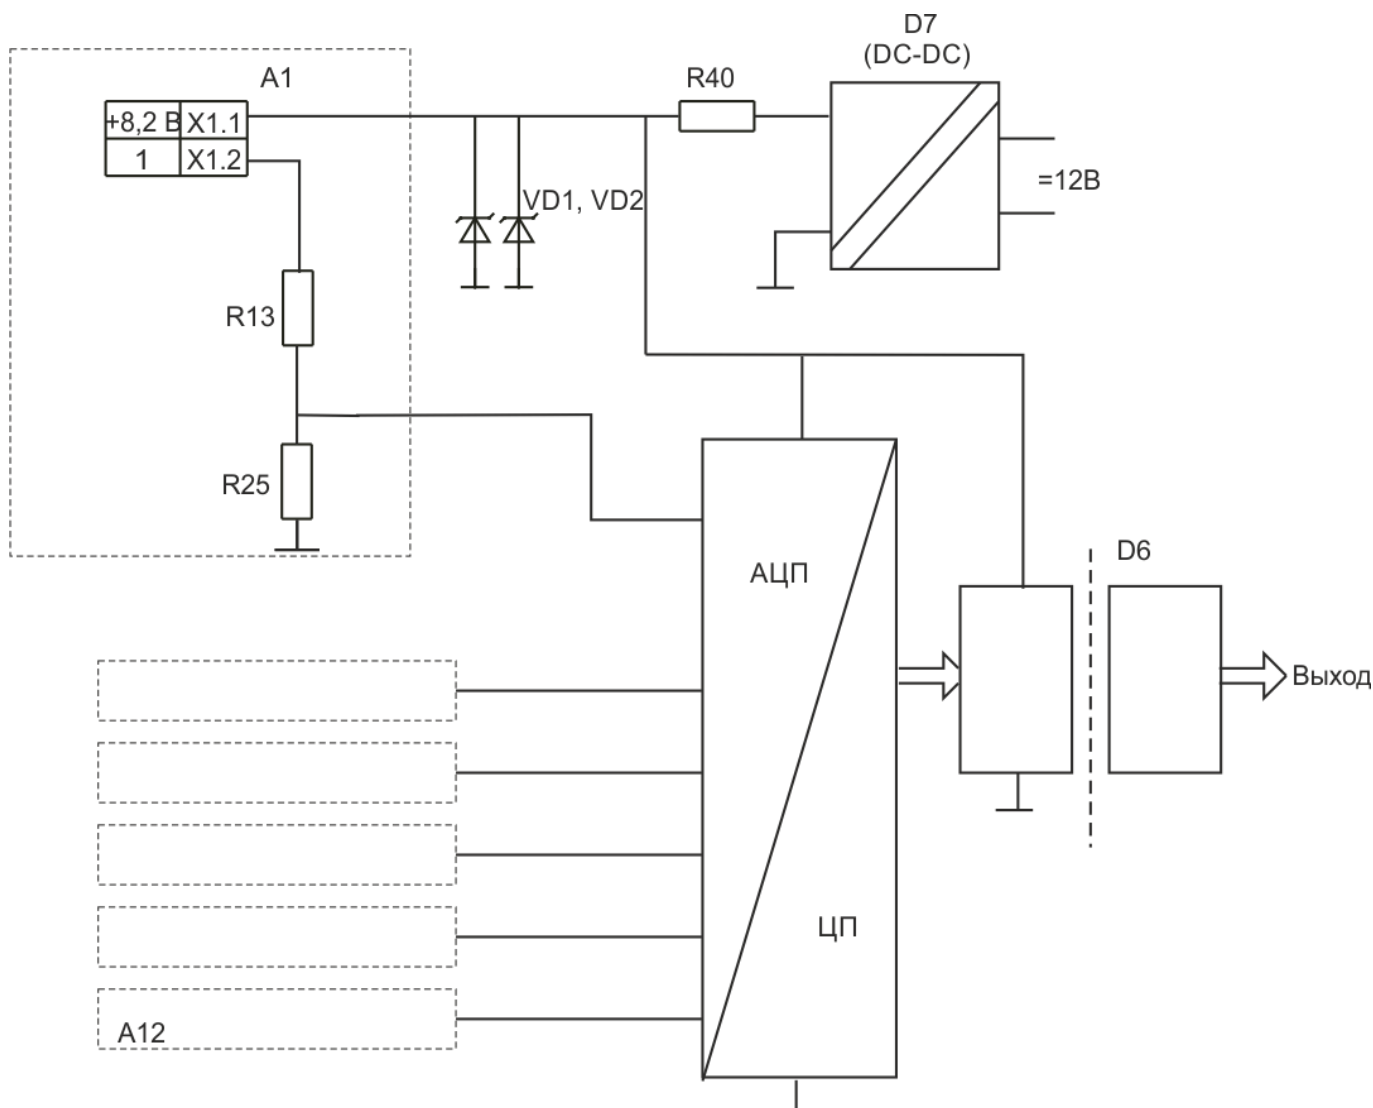 D7
(DC-DC)
A1
R40
+8,2 В X1.1
1 X1.2
=12В
VD1, VD2
R13
R25
D6
АЦП
Выход
ЦП
A12